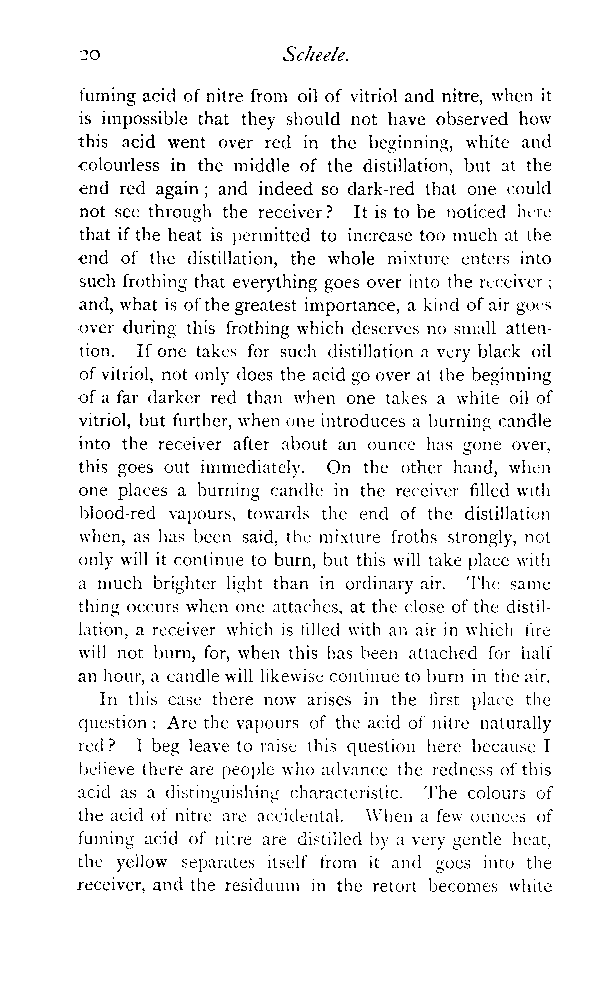 20 Scheele.
fuming acid of nitre from oil of vitriol and nitre, when it
is impossible that they should not have observed how
this acid went over red in the beginning, white and
colourless in the middle of the distillation, but at the
end red again ; and indeed so dark-red that one could
not see through the receiver? It is to be noticed here
that if the heat is permitted to increase too much at the
end of the distillation, the whole mixture enters into
such frothing that everything goes over into the receiver ;
and, what is of the greatest importance, a kind of air goes
over during this frothing which deserves no small atten-
tion. If one takes for such distillation a very black oil
of vitriol, not only does the acid go over at the beginning
of a far darker red than when one takes a white oil of
vitriol, but further, when one introduces a burning candle
into the receiver after about an ounce has gone over,
this goes out immediately. On the other hand, when
one places a burning candle in the receiver filled with
blood-red vapours, towards the end of the distillation
when, as has been said, the mixture froths strongly, not
only will it continue to burn, but this will take place with
a much brighter light than in ordinary air. The same
thing occurs when one attaches, at the close of the distil-
lation, a receiver which is filled with an air in which fire
will not burn, for, when this has been attached for half
an hour, a candle will likewise continue to burn in the air.
In this case there now arises in the first place the
question : Are the vapours of the acid of nitre naturally
red? I beg leave to raise this question here because I
believe there are people who advance the redness of this
acid as a distinguishing characteristic. The colours of
the acid of nitre are accidental. When a few ounces of
fuming acid of nitre are distilled by a very gentle heat,
the yellow separates itself from it and goes into the
receiver, and the residuum in the retort becomes white